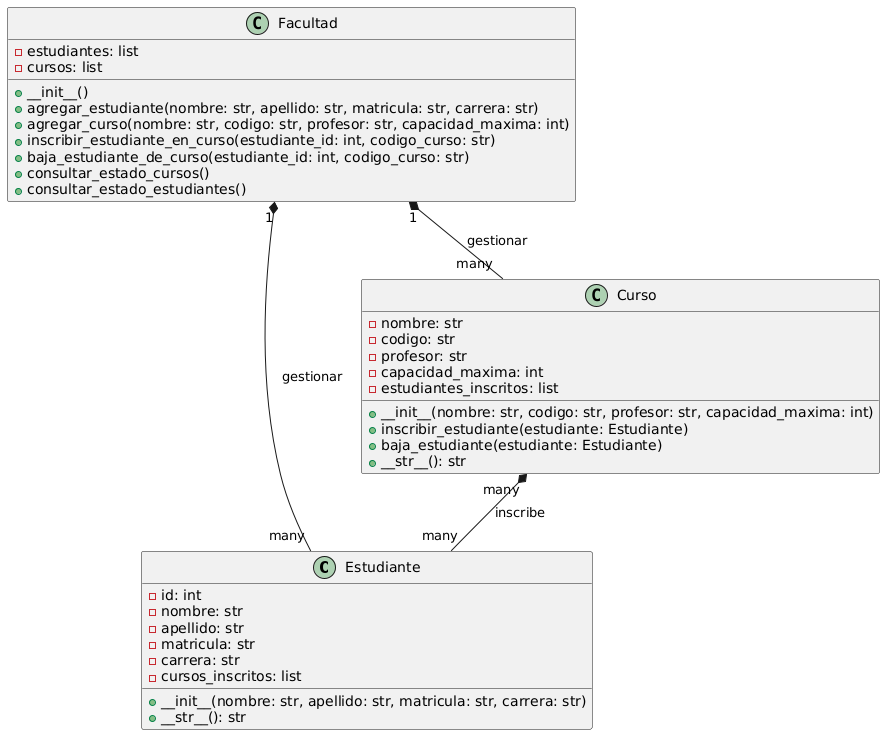 C Facultad
estudiantes: list
cursos: list
__init__()
agregar_estudiante(nombre: str, apellido: str, matricula: str, carrera: str)
agregar_curso(nombre: str, codigo: str, profesor: str, capacidad_maxima: int)
inscribir_estudiante_en_curso(estudiante_id: int, codigo_curso: str)
baja_estudiante_de_curso(estudiante_id: int, codigo_curso: str)
consultar_estado_cursos()
consultar_estado_estudiantes()
1
1
gestionar
many
C Curso
nombre: str
codigo: str
profesor: str
capacidad_maxima: int
estudiantes_inscritos: list
__init__(nombre: str, codigo: str, profesor: str, capacidad_maxima: int)
inscribir_estudiante(estudiante: Estudiante)
baja_estudiante(estudiante: Estudiante)
__str__(): str
gestionar
many
inscribe
many
many
C Estudiante
id: int
nombre: str
apellido: str
matricula: str
carrera: str
cursos_inscritos: list
__init__(nombre: str, apellido: str, matricula: str, carrera: str)
__str__(): str